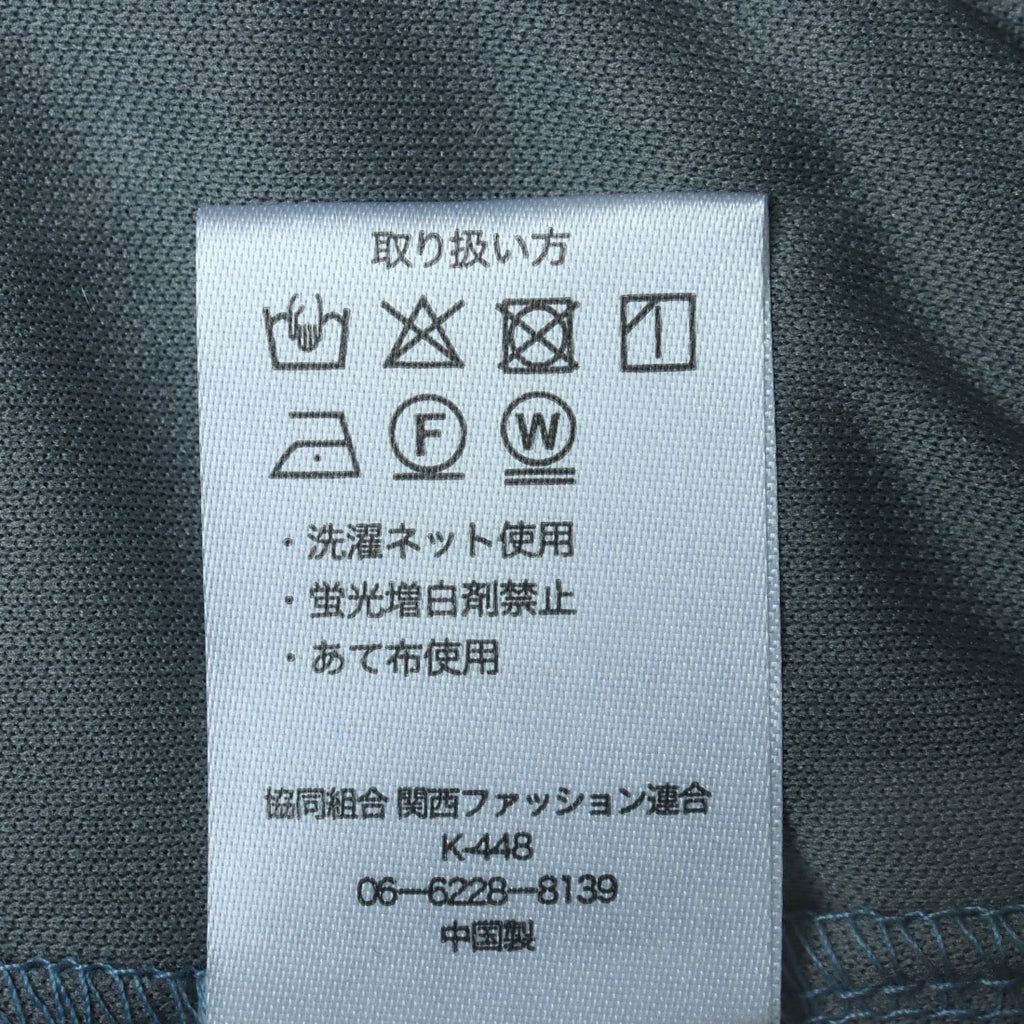 取り扱い方
F W
・洗濯ネット使用
・蛍光増白剤禁止
・あて布使用
協同組合 関西ファッション連合
K-448
06-6228-8139
中国製